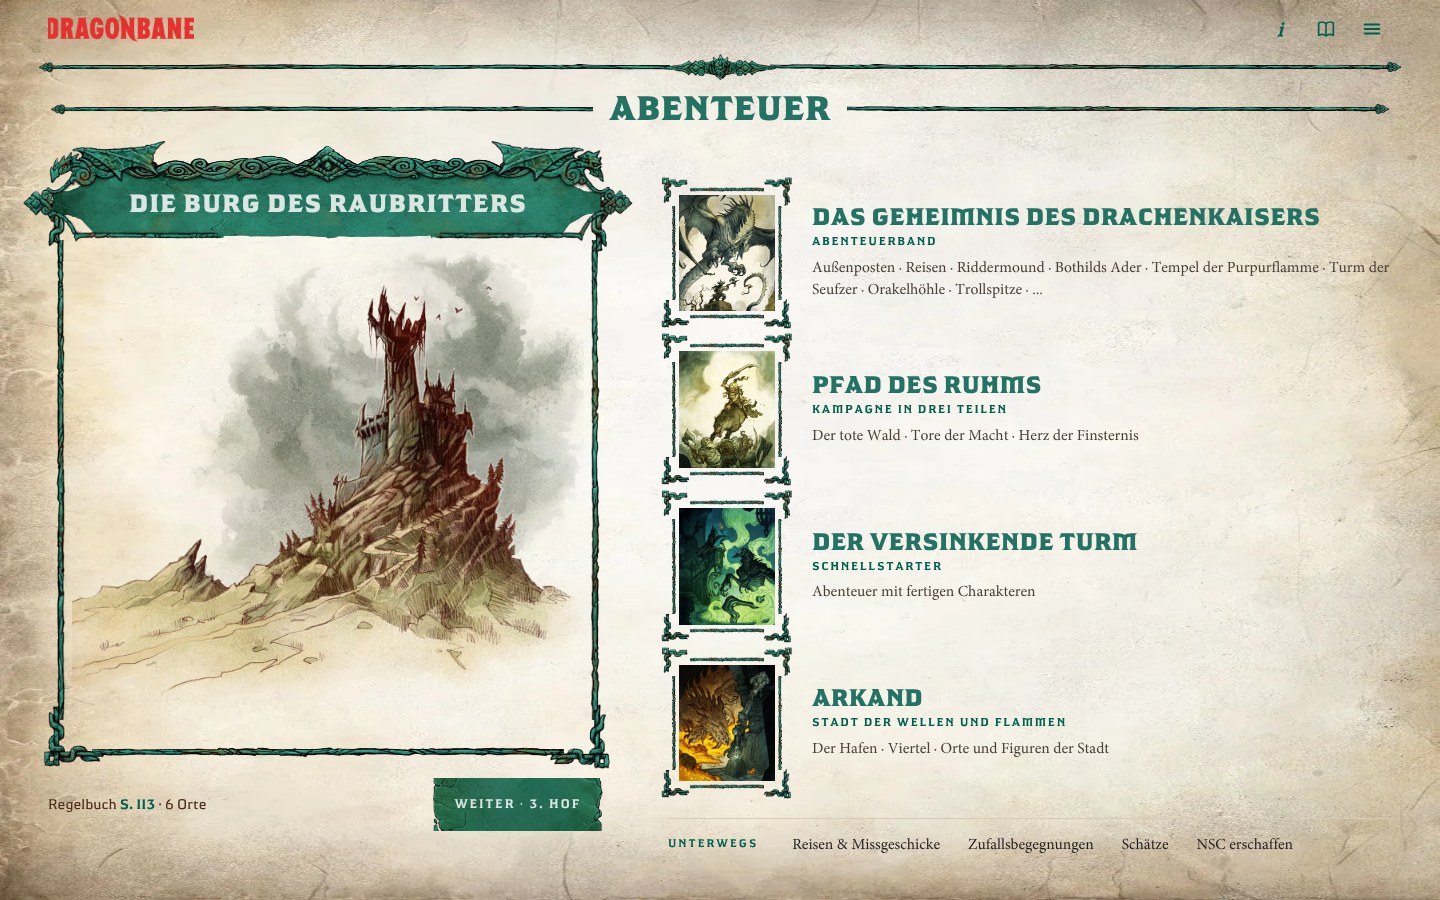 DRAGONBANE
i
ABENTEUER
DIE BURG DES RAUBRITTERS
Regelbuch S. 113 · 6 Orte
WEITER · 3. HOF
DAS GEHEIMNIS DES DRACHENKAISERS
ABENTEUERBAND
Außenposten · Reisen · Riddermound · Bothilds Ader · Tempel der Purpurflamme · Turm der
Seufzer · Orakelhöhle · Trollspitze · ...
PFAD DES RUHMS
KAMPAGNE IN DREI TEILEN
Der tote Wald · Tore der Macht · Herz der Finsternis
DER VERSINKENDE TURM
SCHNELLSTARTER
Abenteuer mit fertigen Charakteren
ARKAND
STADT DER WELLEN UND FLAMMEN
Der Hafen · Viertel · Orte und Figuren der Stadt
UNTERWEGS Reisen & Missgeschicke Zufallsbegegnungen Schätze NSC erschaffen